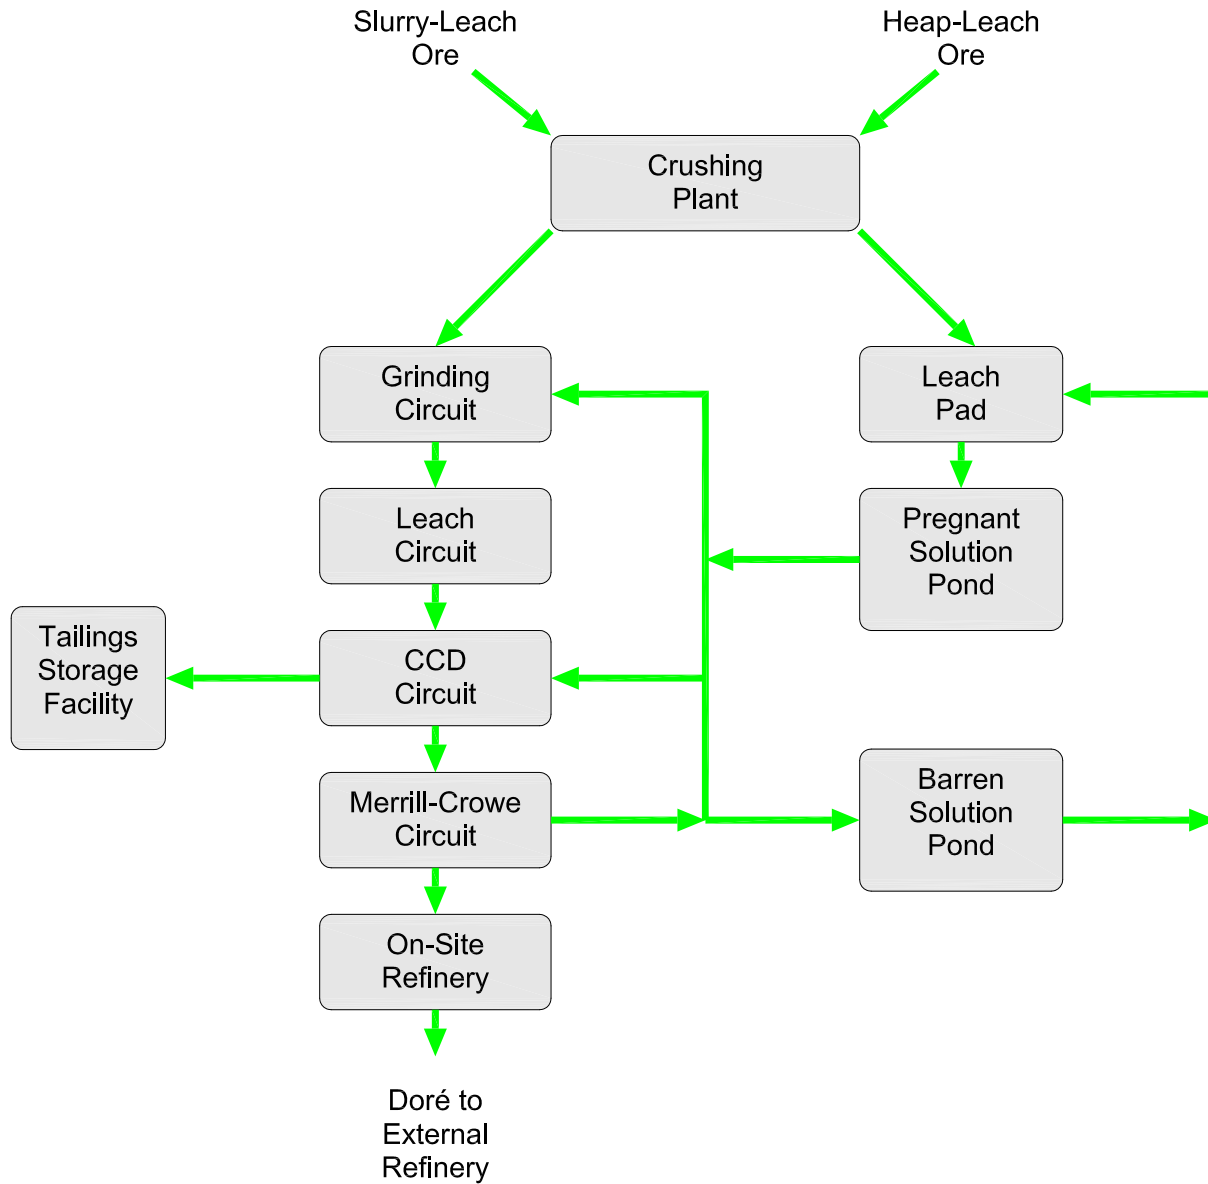 Slurry-Leach
Ore
Heap-Leach
Ore
Crushing
Plant
Grinding
Circuit
Leach
Pad
Leach
Circuit
Pregnant
Solution
Pond
Tailings
Storage
Facility
CCD
Circuit
Merrill-Crowe
Circuit
Barren
Solution
Pond
On-Site
Refinery
Doré to
External
Refinery